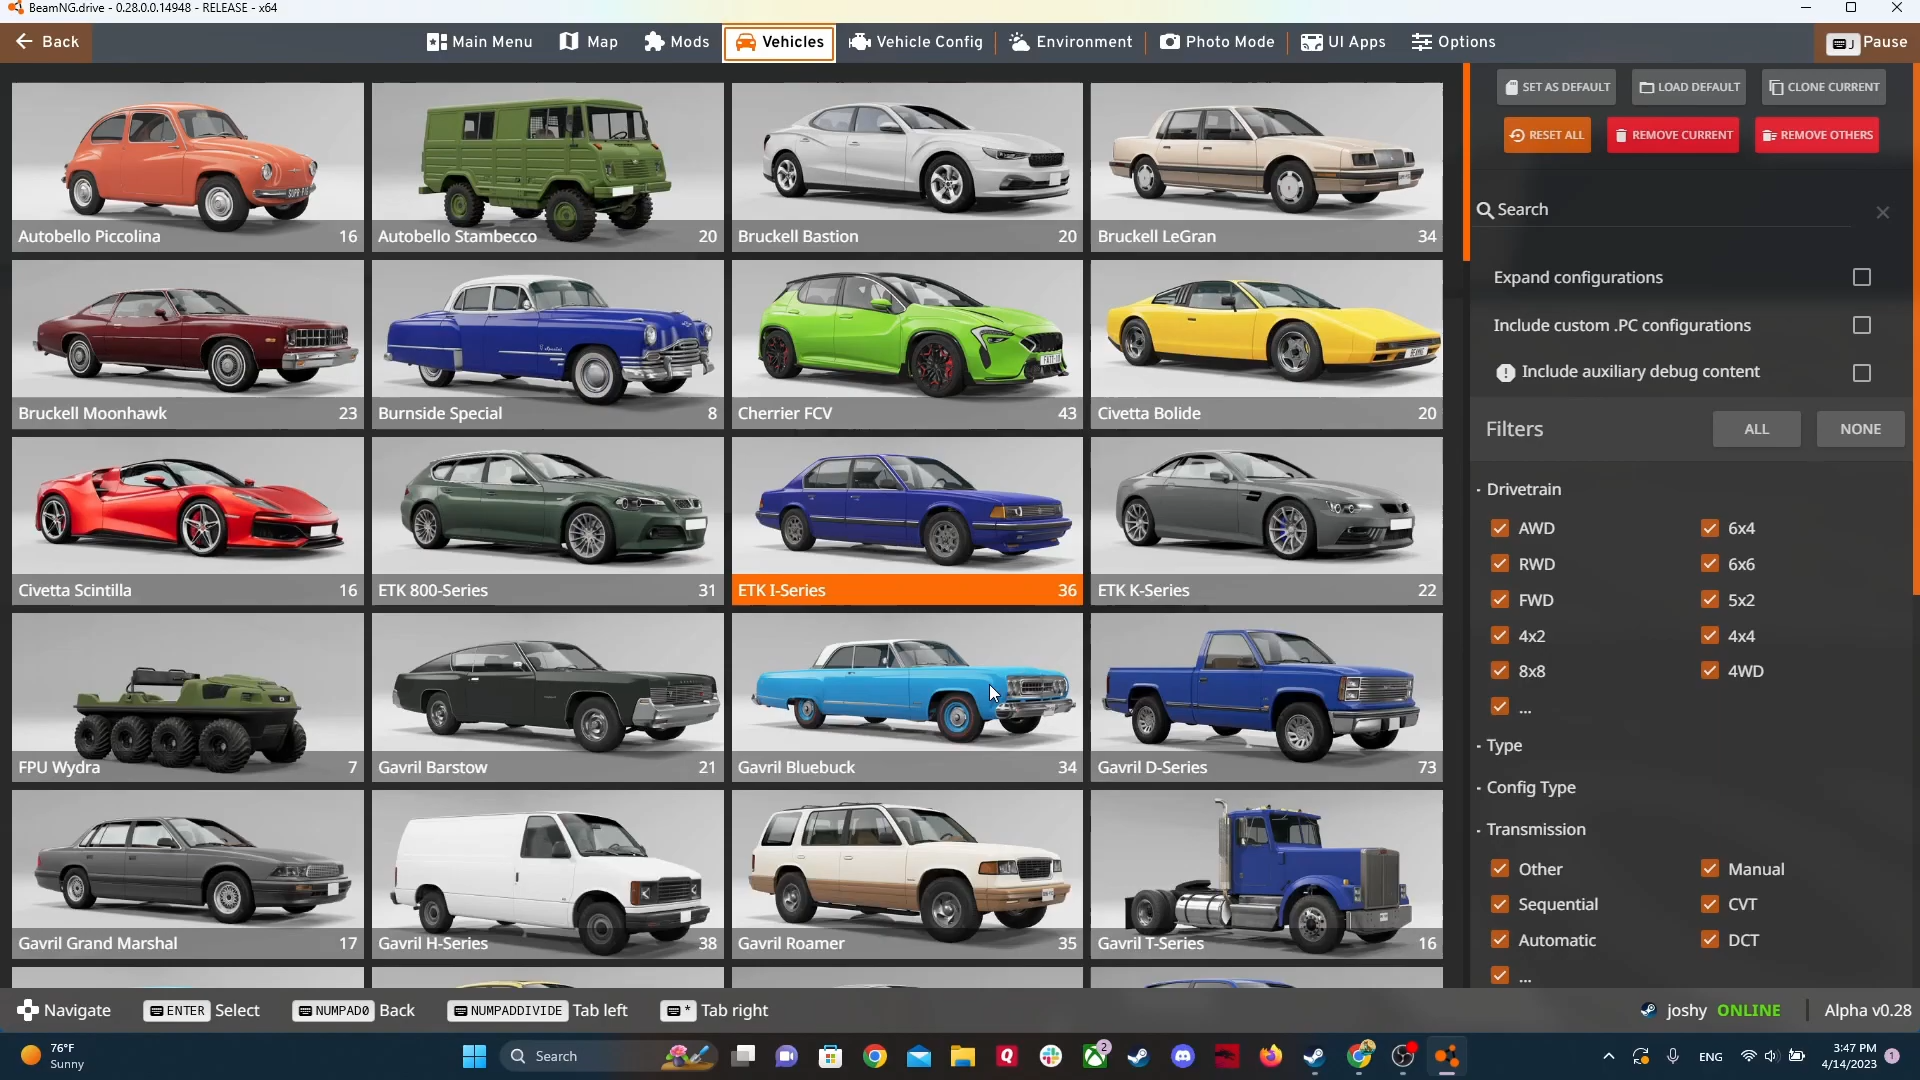 BeamNG.drive - 0.28.0.0.14948 - RELEASE - x64
Back
Main Menu
Map
Mods
Vehicles
Vehicle Config
Environment
Photo Mode
UI Apps
Options
J Pause
Autobello Piccolina 16
Autobello Stambecco 20
Bruckell Bastion 20
Bruckell LeGran 34
Bruckell Moonhawk 23
Burnside Special 8
Cherrier FCV 43
Civetta Bolide 20
Civetta Scintilla 16
ETK 800-Series 31
ETK I-Series 36
ETK K-Series 22
FPU Wydra 7
Gavril Barstow 21
Gavril Bluebuck 34
Gavril D-Series 73
Gavril Grand Marshal 17
Gavril H-Series 38
Gavril Roamer 35
Gavril T-Series 16
SET AS DEFAULT
LOAD DEFAULT
CLONE CURRENT
RESET ALL
REMOVE CURRENT
REMOVE OTHERS
Search
Expand configurations
Include custom .PC configurations
Include auxiliary debug content
Filters
ALL
NONE
- Drivetrain
AWD 6x4
RWD 6x6
FWD 5x2
4x2 4x4
8x8 4WD
...
- Type
- Config Type
- Transmission
Other Manual
Sequential CVT
Automatic DCT
...
Navigate
ENTER Select
NUMPAD0 Back
NUMPADDIVIDE Tab left
* Tab right
joshy ONLINE
Alpha v0.28
76°F
Sunny
Search
2
ENG
3:47 PM
4/14/2023
1